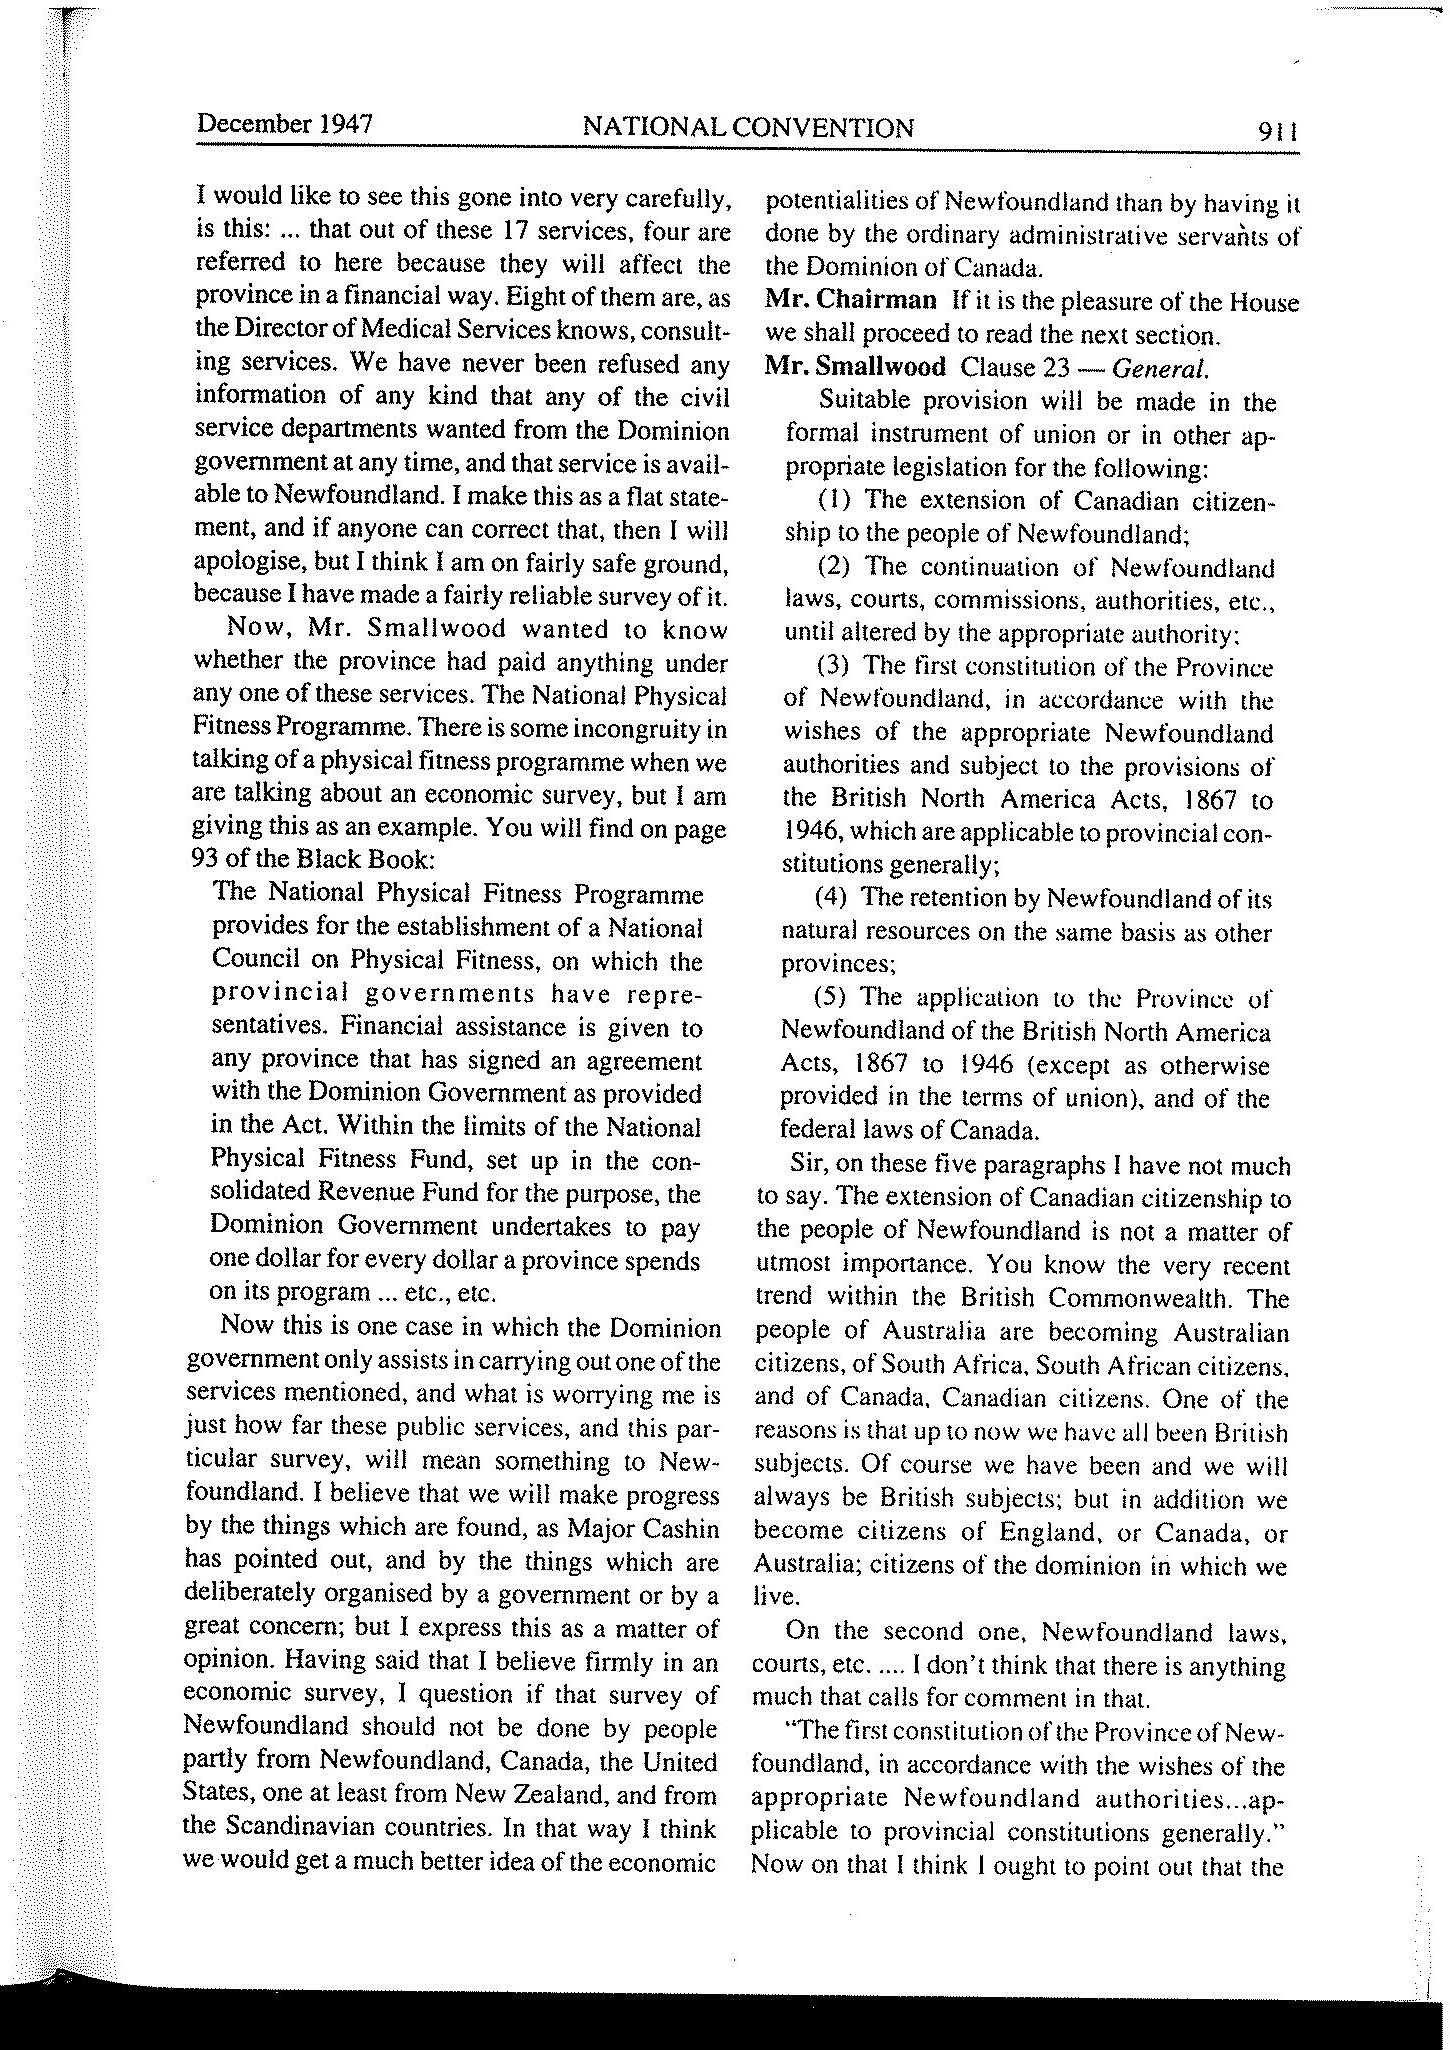 December 1947
NATIONAL CONVENTION
911
I would like to see this gone into very carefully,
is this: ... that out of these 17 services, four are
referred to here because they will affect the
province in a financial way. Eight of them are, as
the Director of Medical Services knows, consult-
ing services. We have never been refused any
information of any kind that any of the civil
service departments wanted from the Dominion
government at any time, and that service is avail-
able to Newfoundland. I make this as a flat state-
ment, and if anyone can correct that, then I will
apologise, but I think I am on fairly safe ground,
because I have made a fairly reliable survey of it.
Now, Mr. Smallwood wanted to know
whether the province had paid anything under
any one of these services. The National Physical
Fitness Programme. There is some incongruity in
talking of a physical fitness programme when we
are talking about an economic survey, but I am
giving this as an example. You will find on page
93 of the Black Book:
The National Physical Fitness Programme
provides for the establishment of a National
Council on Physical Fitness, on which the
provincial governments have repre-
sentatives. Financial assistance is given to
any province that has signed an agreement
with the Dominion Government as provided
in the Act. Within the limits of the National
Physical Fitness Fund, set up in the con-
solidated Revenue Fund for the purpose, the
Dominion Government undertakes to pay
one dollar for every dollar a province spends
on its program ... etc., etc.
Now this is one case in which the Dominion
government only assists in carrying out one of the
services mentioned, and what is worrying me is
just how far these public services, and this par-
ticular survey, will mean something to New-
foundland. I believe that we will make progress
by the things which are found, as Major Cashin
has pointed out, and by the things which are
deliberately organised by a government or by a
great concern; but I express this as a matter of
opinion. Having said that I believe firmly in an
economic survey, I question if that survey of
Newfoundland should not be done by people
partly from Newfoundland, Canada, the United
States, one at least from New Zealand, and from
the Scandinavian countries. In that way I think
we would get a much better idea of the economic
potentialities of Newfoundland than by having it
done by the ordinary administrative servants of
the Dominion of Canada.
Mr. Chairman If it is the pleasure of the House
we shall proceed to read the next section.
Mr. Smallwood Clause 23 — General.
Suitable provision will be made in the
formal instrument of union or in other ap-
propriate legislation for the following:
(1) The extension of Canadian citizen-
ship to the people of Newfoundland;
(2) The continuation of Newfoundland
laws, courts, commissions, authorities, etc.,
until altered by the appropriate authority;
(3) The first constitution of the Province
of Newfoundland, in accordance with the
wishes of the appropriate Newfoundland
authorities and subject to the provisions of
the British North America Acts, 1867 to
1946, which are applicable to provincial con-
stitutions generally;
(4) The retention by Newfoundland of its
natural resources on the same basis as other
provinces;
(5) The application to the Province of
Newfoundland of the British North America
Acts, 1867 to 1946 (except as otherwise
provided in the terms of union), and of the
federal laws of Canada.
Sir, on these five paragraphs I have not much
to say. The extension of Canadian citizenship to
the people of Newfoundland is not a matter of
utmost importance. You know the very recent
trend within the British Commonwealth. The
people of Australia are becoming Australian
citizens, of South Africa, South African citizens,
and of Canada, Canadian citizens. One of the
reasons is that up to now we have all been British
subjects. Of course we have been and we will
always be British subjects; but in addition we
become citizens of England, or Canada, or
Australia; citizens of the dominion in which we
live.
On the second one, Newfoundland laws,
courts, etc. .... I don't think that there is anything
much that calls for comment in that.
"The first constitution of the Province of New-
foundland, in accordance with the wishes of the
appropriate Newfoundland authorities...ap-
plicable to provincial constitutions generally."
Now on that I think I ought to point out that the